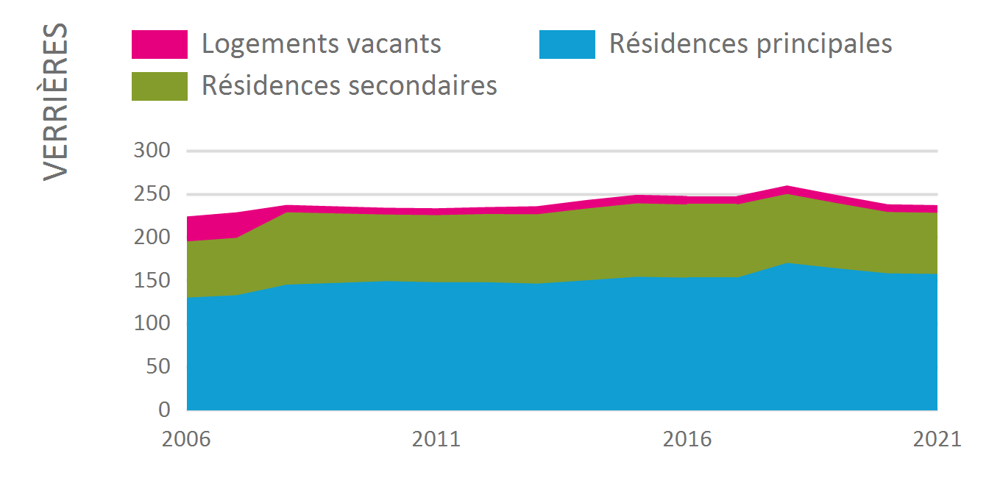 VERRIÈRES
Logements vacants
Résidences principales
Résidences secondaires
300
250
200
150
100
50
0
2006
2011
2016
2021